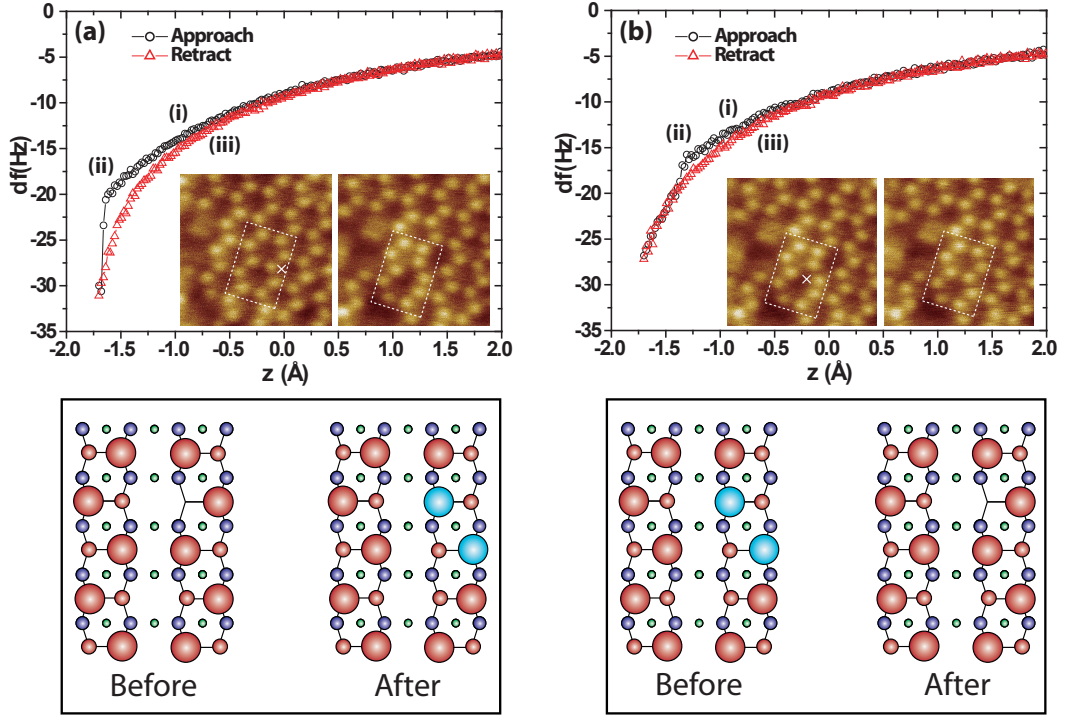 (a)
Approach
Retract
(i)
(ii)
(iii)
df(Hz)
0
-5
-10
-15
-20
-25
-30
-35
-2.0 -1.5 -1.0 -0.5 0.0 0.5 1.0 1.5 2.0
z (Å)
(b)
Approach
Retract
(i)
(ii)
(iii)
df(Hz)
0
-5
-10
-15
-20
-25
-30
-35
-2.0 -1.5 -1.0 -0.5 0.0 0.5 1.0 1.5 2.0
z (Å)
Before After
Before After